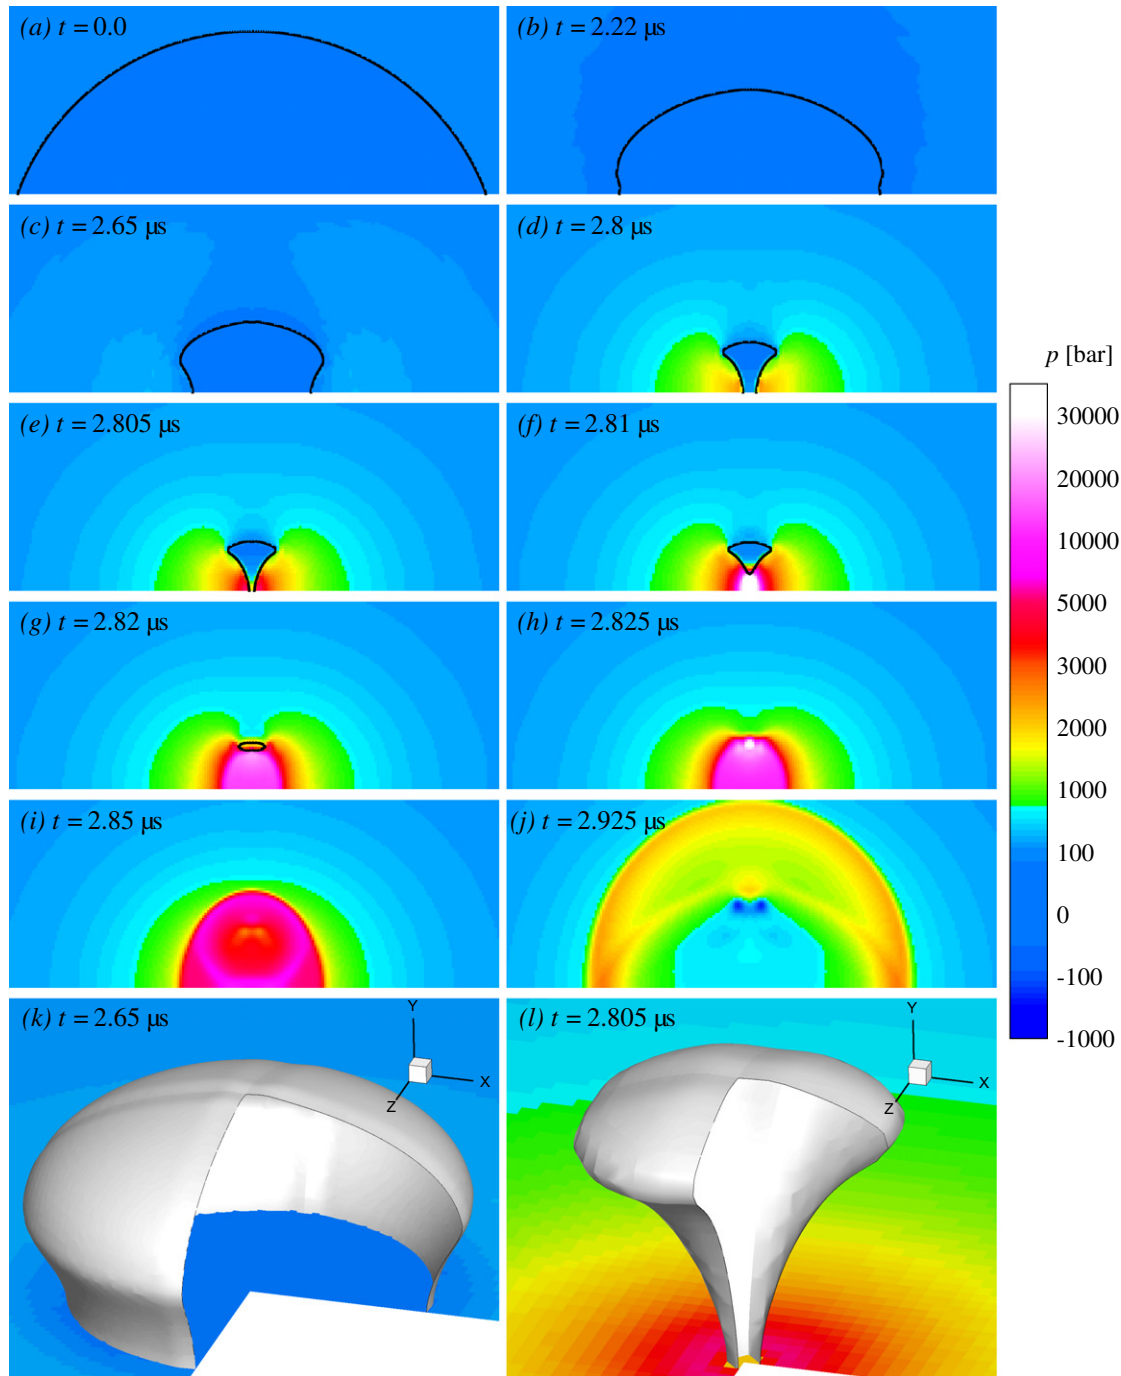 (a) t = 0.0
(b) t = 2.22 µs
(c) t = 2.65 µs
(d) t = 2.8 µs
(e) t = 2.805 µs
(f) t = 2.81 µs
(g) t = 2.82 µs
(h) t = 2.825 µs
(i) t = 2.85 µs
(j) t = 2.925 µs
(k) t = 2.65 µs
Y
X
Z
(l) t = 2.805 µs
Y
X
Z
p [bar]
30000
20000
10000
5000
3000
2000
1000
100
0
-100
-1000